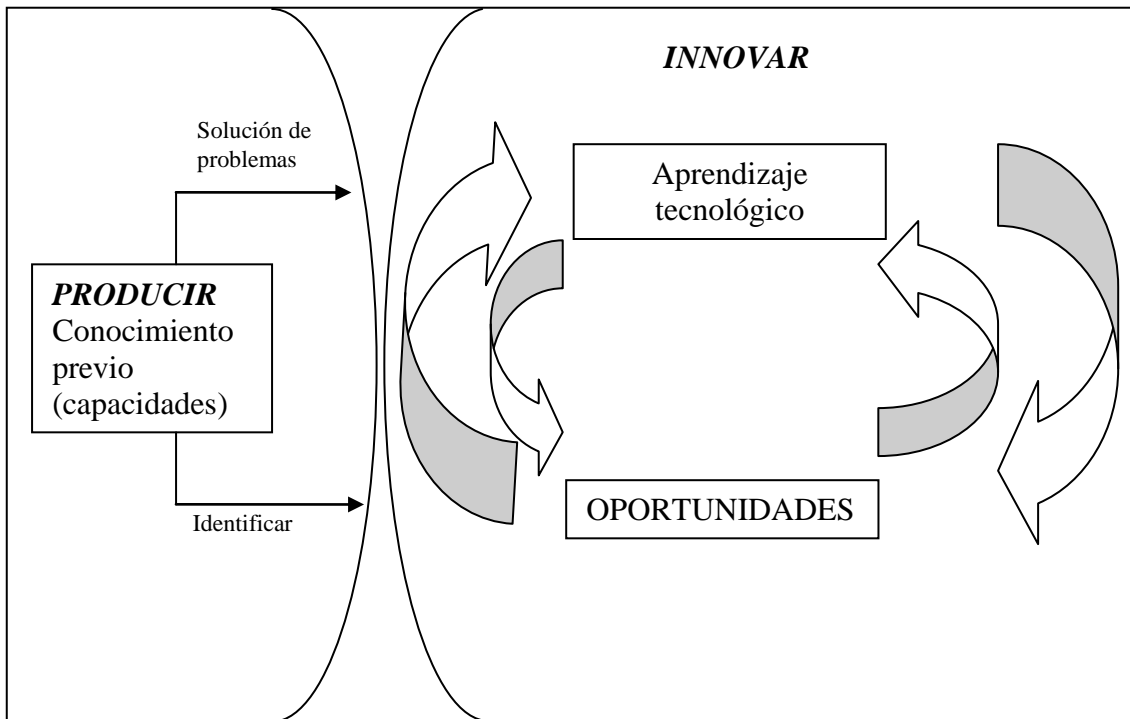 INNOVAR
Solución de
problemas
Aprendizaje
tecnológico
PRODUCIR
Conocimiento
previo
(capacidades)
OPORTUNIDADES
Identificar